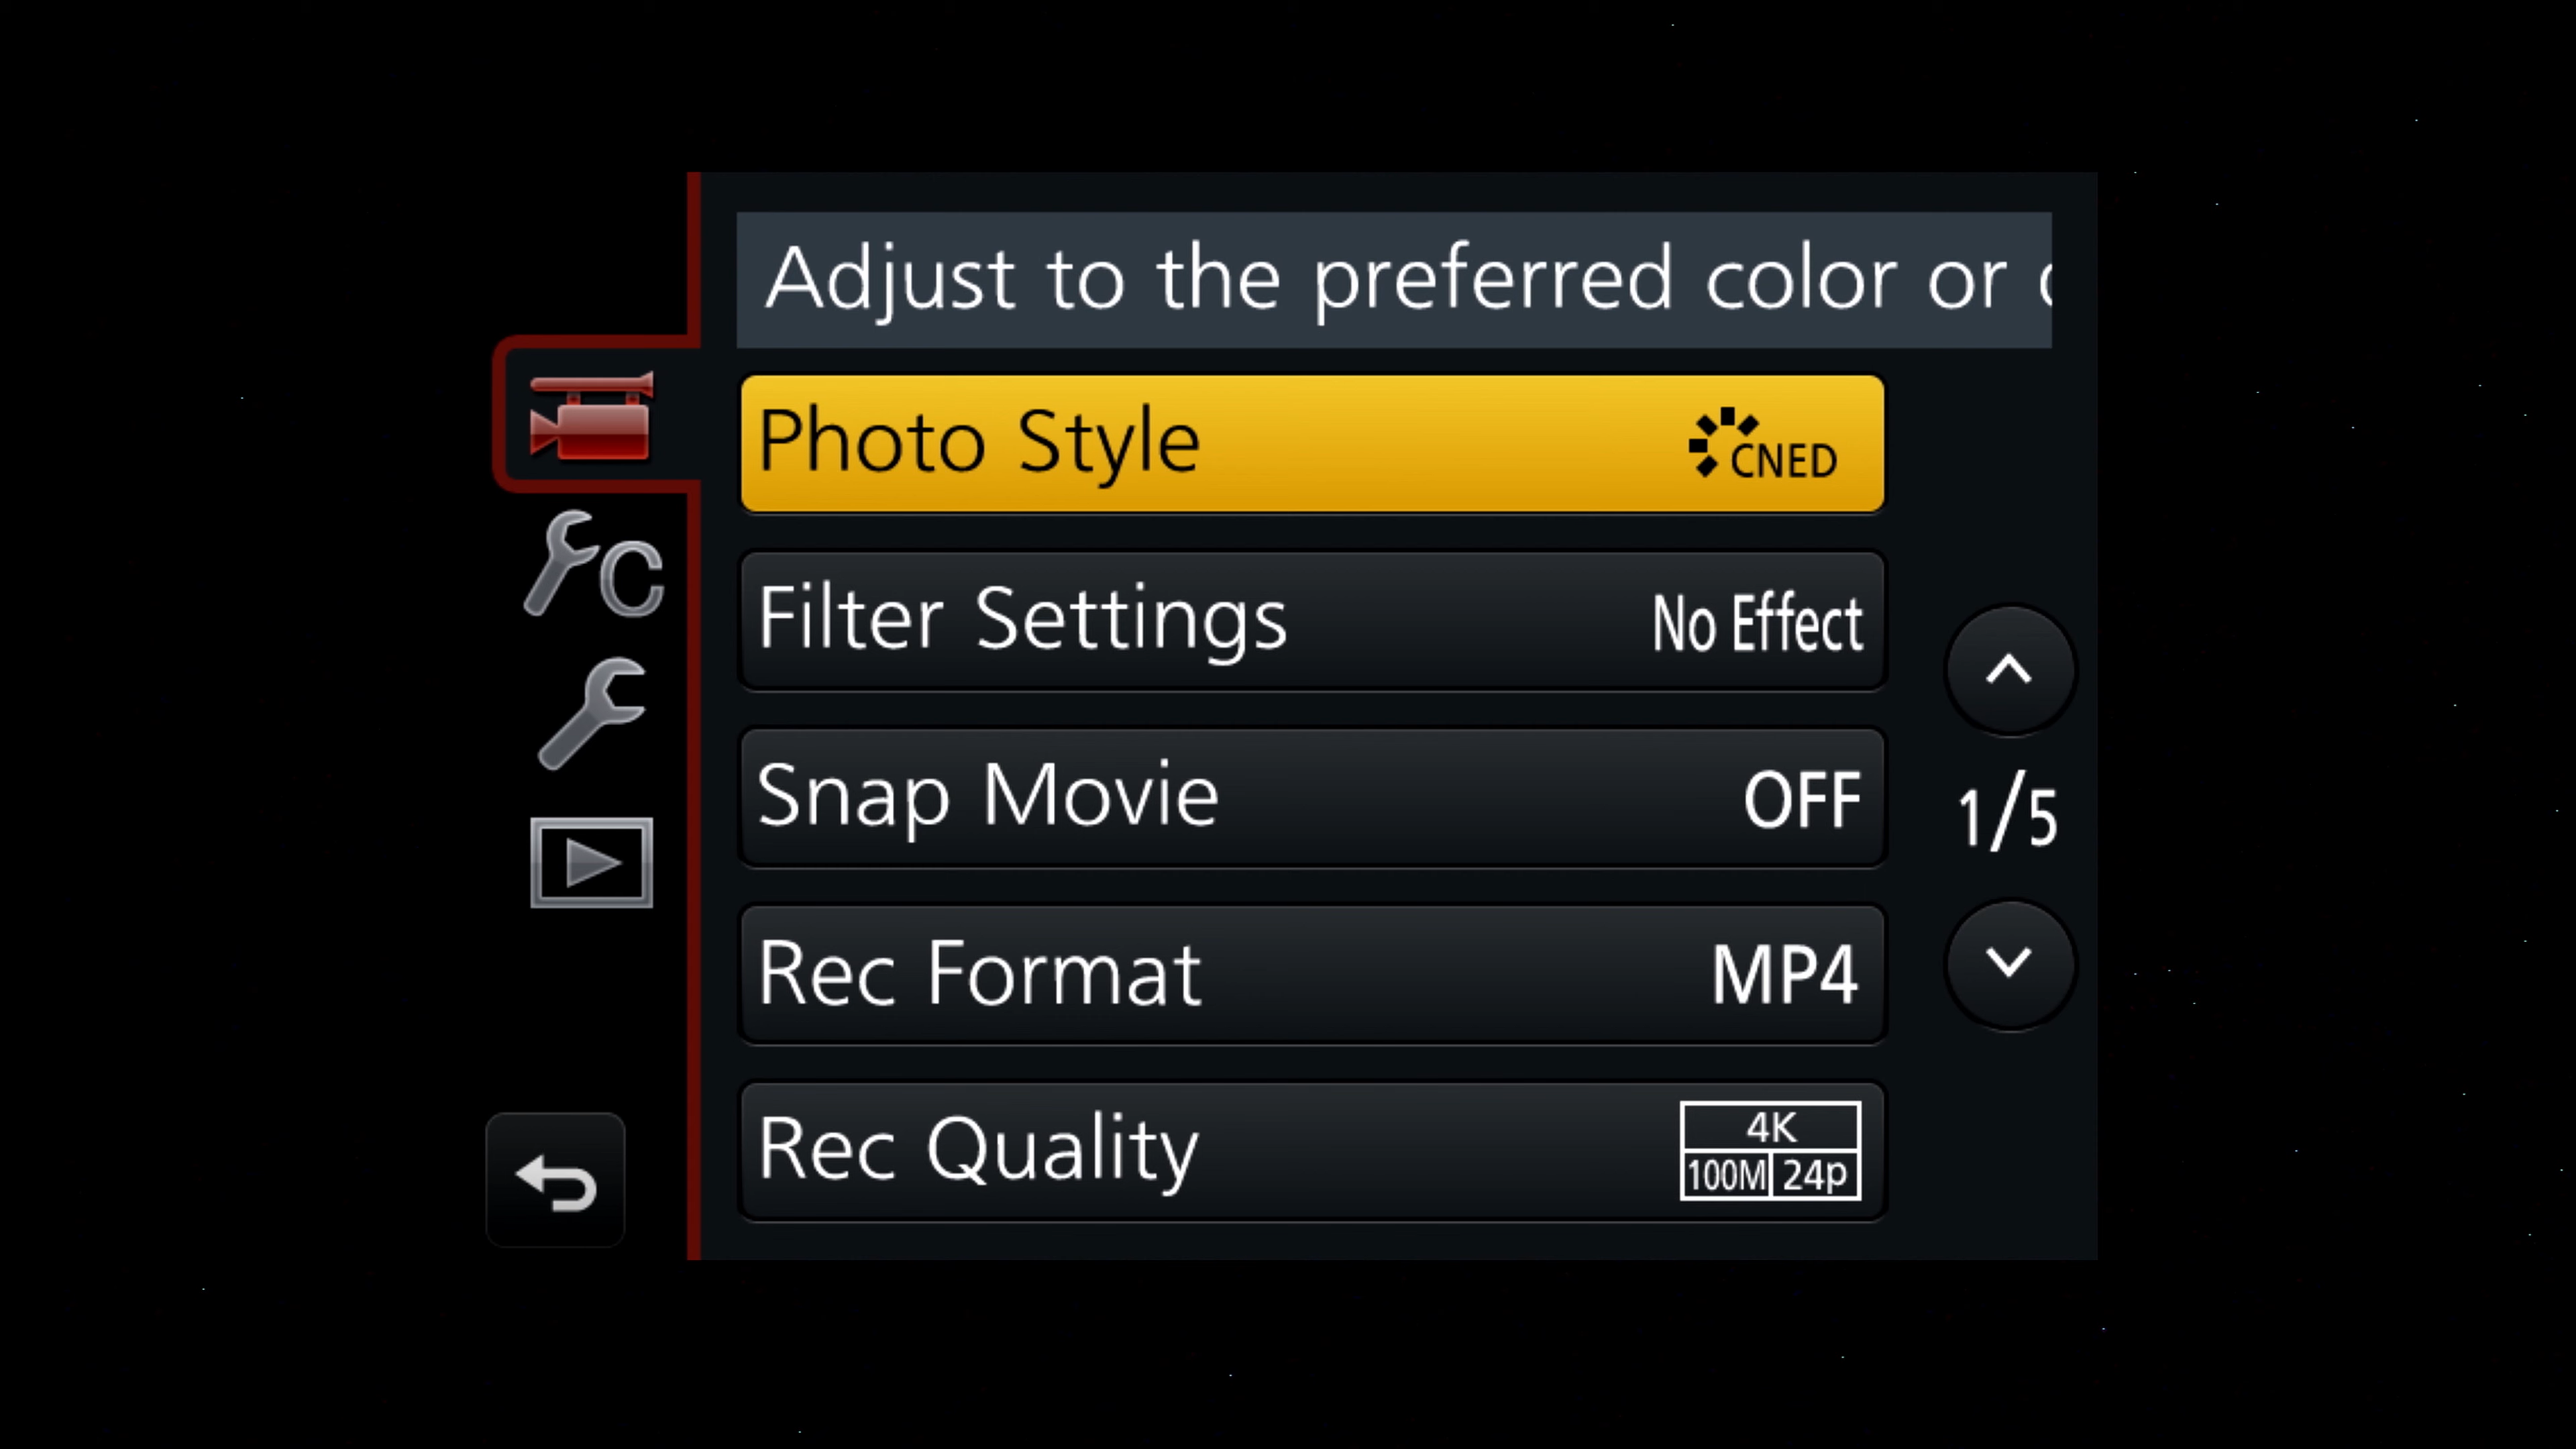 Adjust to the preferred color or
Photo Style CNED
Filter Settings No Effect
Snap Movie OFF
1/5
Rec Format MP4
Rec Quality 4K
100M 24p
C